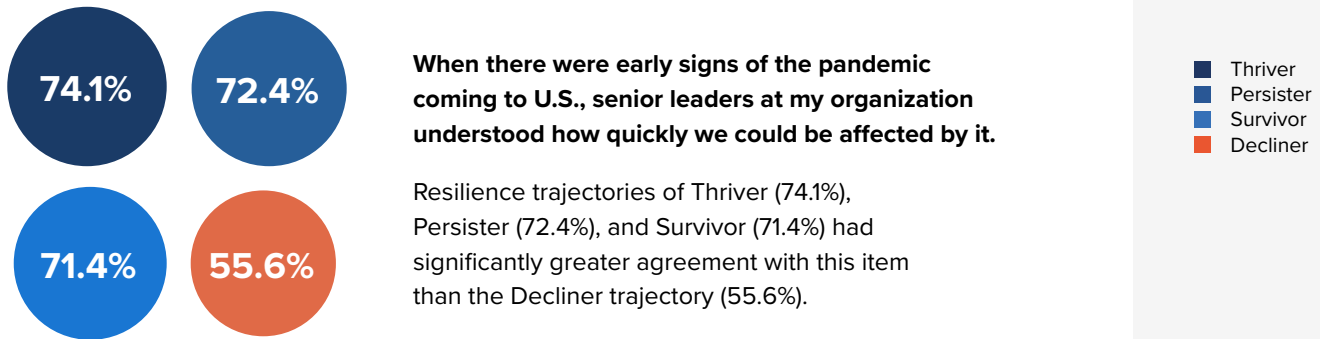 74.1%
72.4%
71.4%
55.6%
When there were early signs of the pandemic
coming to U.S., senior leaders at my organization
understood how quickly we could be affected by it.
Resilience trajectories of Thriver (74.1%),
Persister (72.4%), and Survivor (71.4%) had
significantly greater agreement with this item
than the Decliner trajectory (55.6%).
Thriver
Persister
Survivor
Decliner